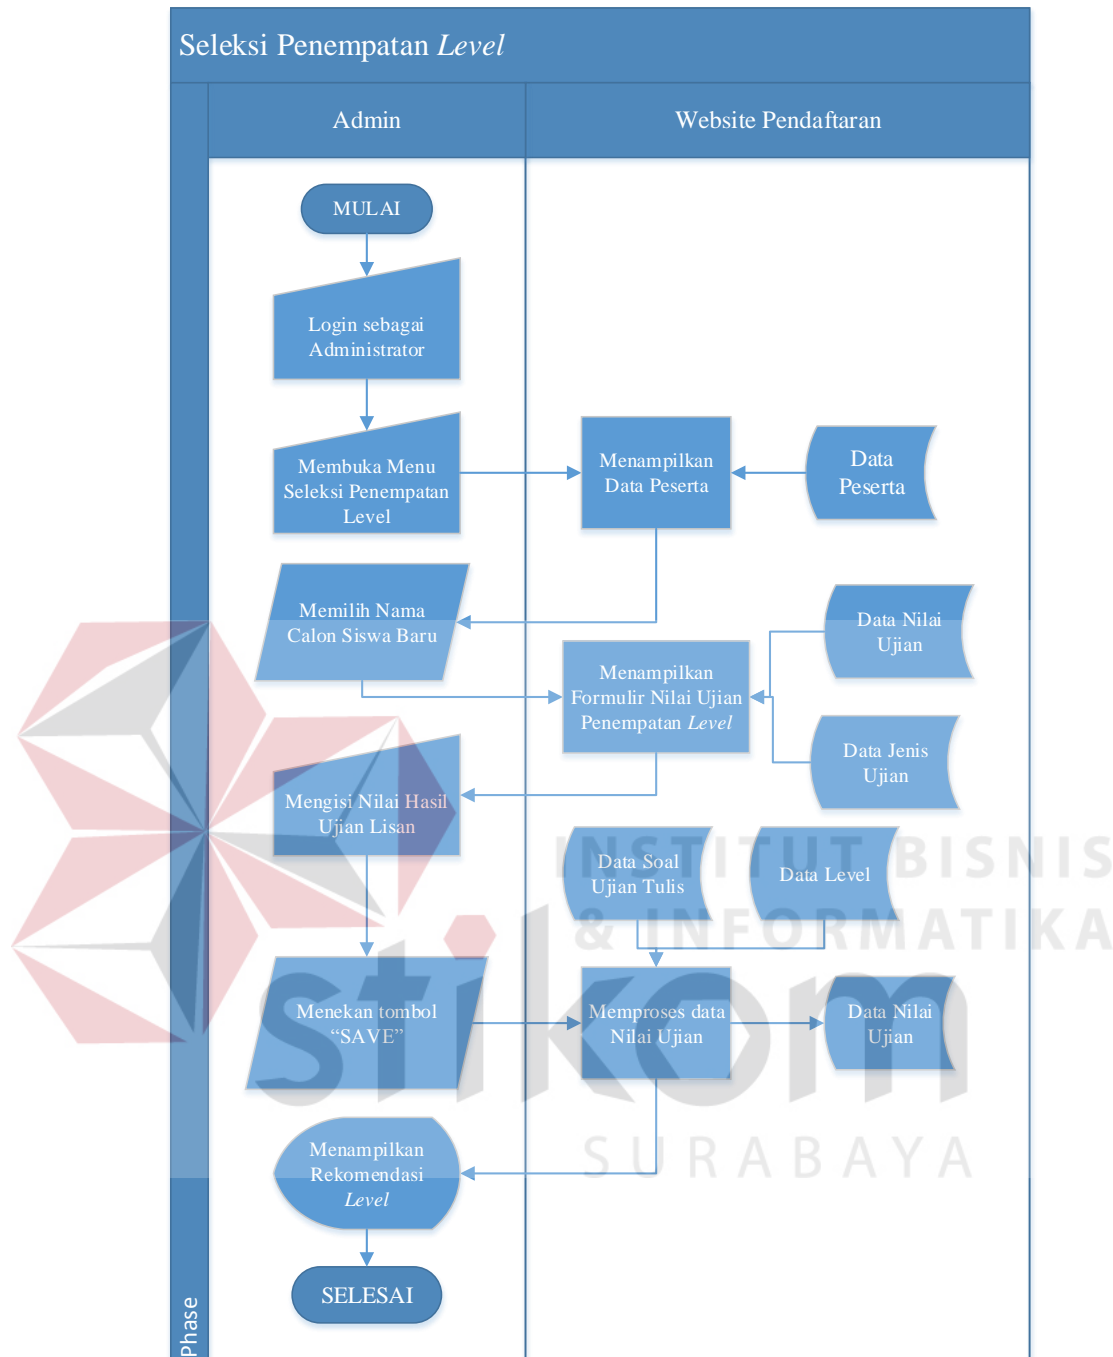 Seleksi Penempatan Level
Admin
Website Pendaftaran
MULAI
Login sebagai
Administrator
Membuka Menu
Seleksi Penempatan
Level
Menampilkan
Data Peserta
Data
Peserta
Memilih Nama
Calon Siswa Baru
Data Nilai
Ujian
Menampilkan
Formulir Nilai Ujian
Penempatan Level
Data Jenis
Ujian
Mengisi Nilai Hasil
Ujian Lisan
Data Soal
Ujian Tulis
Data Level
INSTITUT BISNIS
& INFORMATIKA
stikom
SURABAYA
Menekan tombol
“SAVE”
Memproses data
Nilai Ujian
Data Nilai
Ujian
Menampilkan
Rekomendasi
Level
SELESAI
Phase